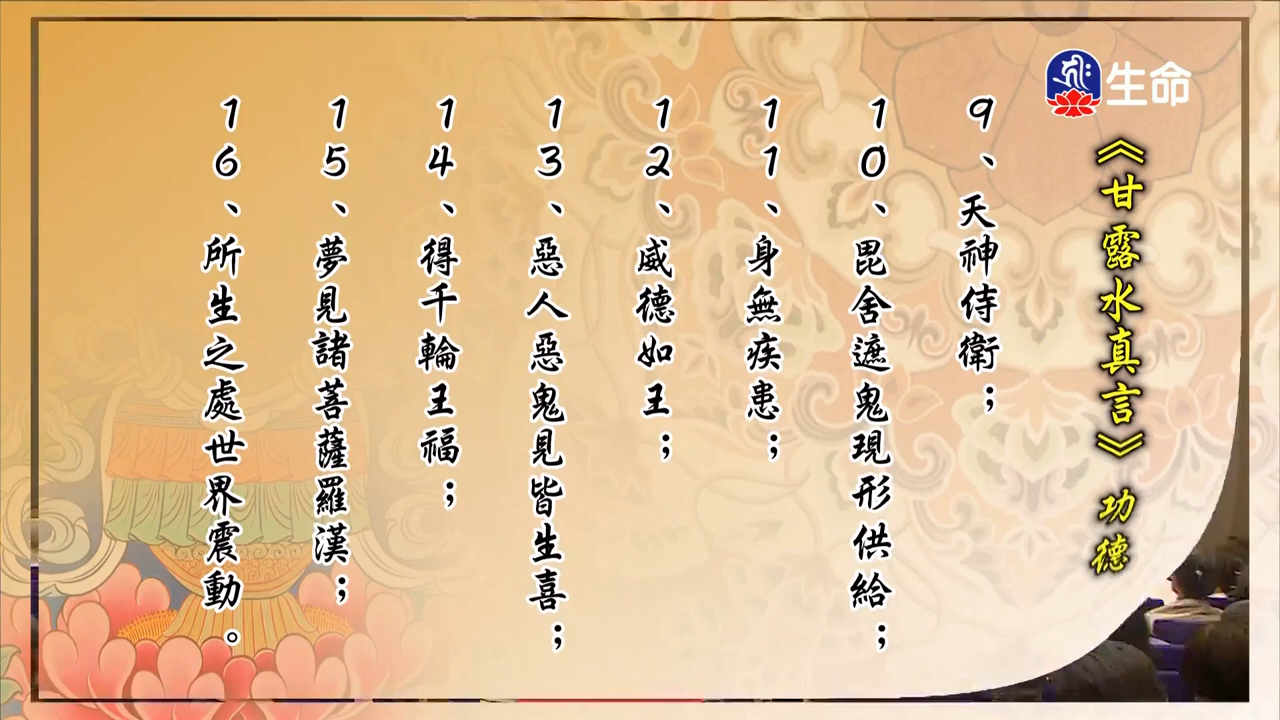 生命
《甘露水真言》功德
9、天神侍衛；
10、毘舍遮鬼現形供給；
11、身無疾患；
12、威德如王；
13、惡人惡鬼見皆生喜；
14、得千輪王福；
15、夢見諸菩薩羅漢；
16、所生之處世界震動。